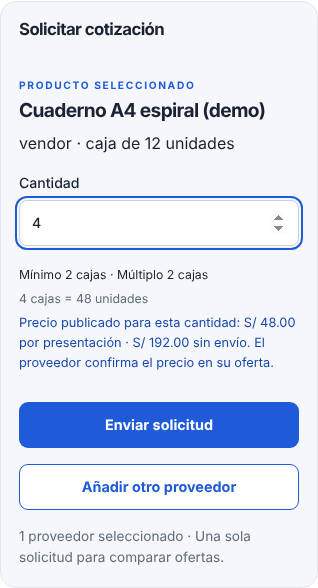 Solicitar cotización
PRODUCTO SELECCIONADO
Cuaderno A4 espiral (demo)
vendor · caja de 12 unidades
Cantidad
4
Mínimo 2 cajas · Múltiplo 2 cajas
4 cajas = 48 unidades
Precio publicado para esta cantidad: S/ 48.00
por presentación · S/ 192.00 sin envío. El
proveedor confirma el precio en su oferta.
Enviar solicitud
Añadir otro proveedor
1 proveedor seleccionado · Una sola
solicitud para comparar ofertas.